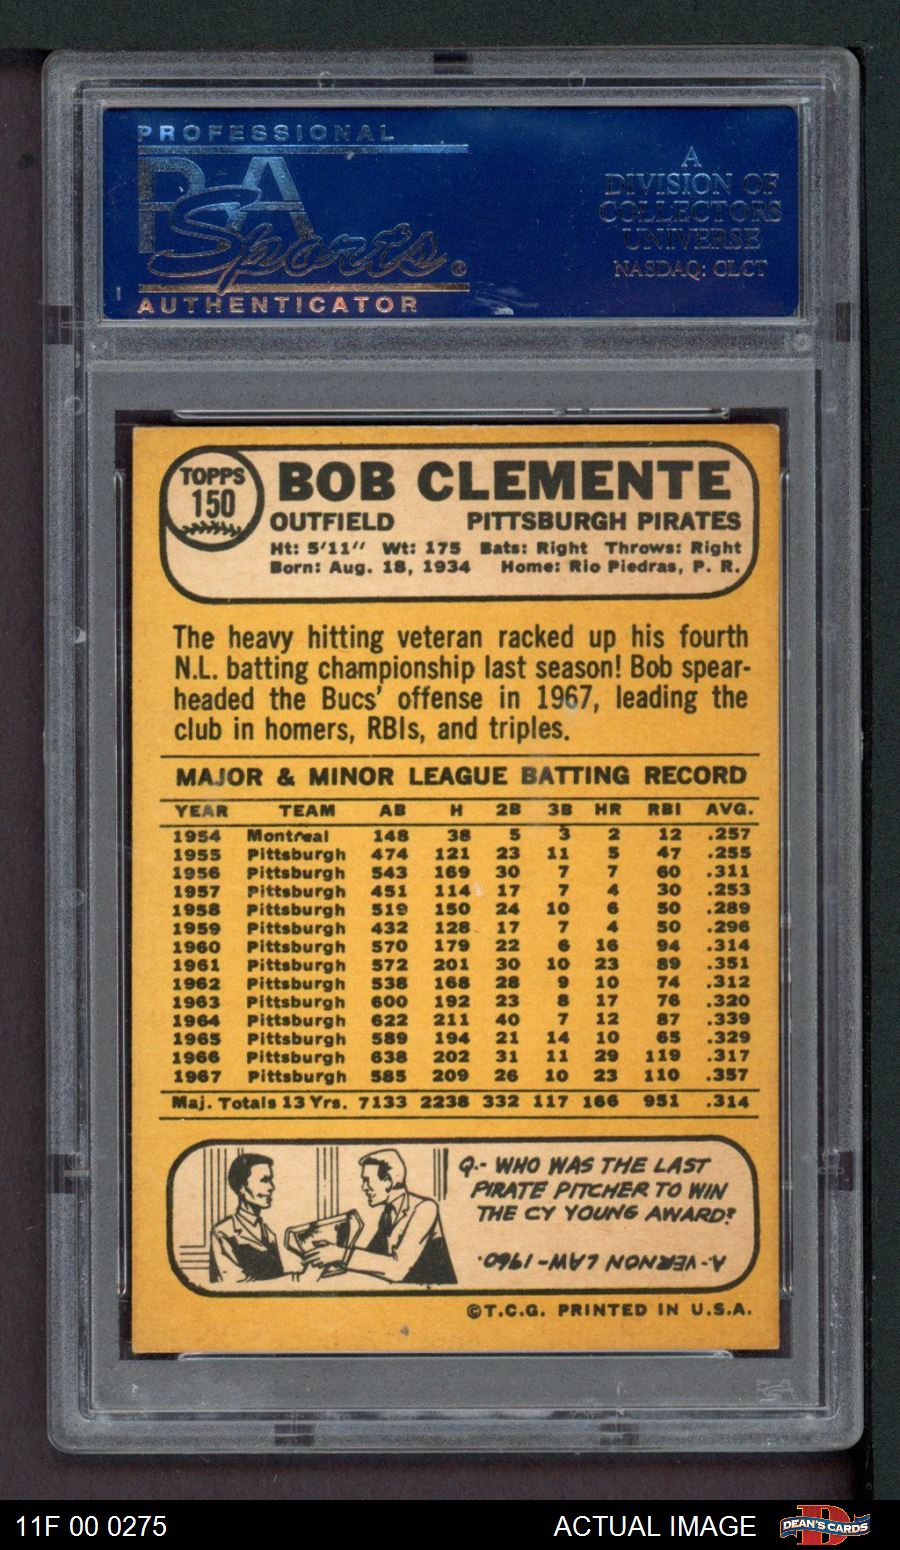 PROFESSIONAL
PSA
Sports®
AUTHENTICATOR
A
DIVISION OF
COLLECTORS
UNIVERSE
NASDAQ: CLCT
TOPPS
150
BOB CLEMENTE
OUTFIELD PITTSBURGH PIRATES
Ht: 5'11" Wt: 175 Bats: Right Throws: Right
Born: Aug. 18, 1934 Home: Rio Piedras, P. R.
The heavy hitting veteran racked up his fourth
N.L. batting championship last season! Bob spear-
headed the Bucs' offense in 1967, leading the
club in homers, RBIs, and triples.
MAJOR & MINOR LEAGUE BATTING RECORD
YEAR TEAM AB H 2B 3B HR RBI AVG.
1954 Montreal 148 38 5 3 2 12 .257
1955 Pittsburgh 474 121 23 11 5 47 .255
1956 Pittsburgh 543 169 30 7 7 60 .311
1957 Pittsburgh 451 114 17 7 4 30 .253
1958 Pittsburgh 519 150 24 10 6 50 .289
1959 Pittsburgh 432 128 17 7 4 50 .296
1960 Pittsburgh 570 179 22 6 16 94 .314
1961 Pittsburgh 572 201 30 10 23 89 .351
1962 Pittsburgh 538 168 28 9 10 74 .312
1963 Pittsburgh 600 192 23 8 17 76 .320
1964 Pittsburgh 622 211 40 7 12 87 .339
1965 Pittsburgh 589 194 21 14 10 65 .329
1966 Pittsburgh 638 202 31 11 29 119 .317
1967 Pittsburgh 585 209 26 10 23 110 .357
Maj. Totals 13 Yrs. 7133 2238 332 117 166 951 .314
Q.- WHO WAS THE LAST
PIRATE PITCHER TO WIN
THE CY YOUNG AWARD?
A.-VERNON LAW-1960.
©T.C.G. PRINTED IN U.S.A.
PSA
11F 00 0275 ACTUAL IMAGE
D
DEAN'S CARDS